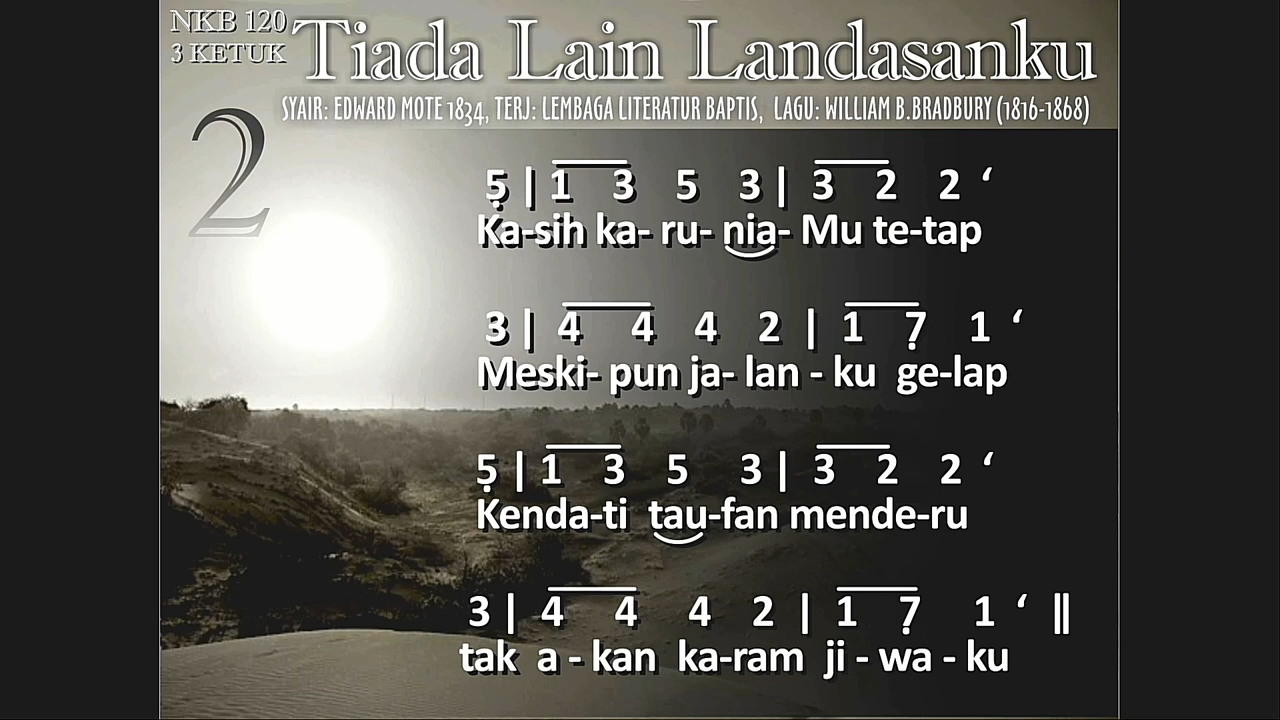 NKB 120
3 KETUK
Tiada Lain Landasanku
SYAIR: EDWARD MOTE 1834, TERJ: LEMBAGA LITERATUR BAPTIS, LAGU: WILLIAM B.BRADBURY (1816-1868)
2
5̣ | 1 3 5 3 | 3 2 2 ‘
Ka-sih ka- ru- nia- Mu te-tap
3 | 4 4 4 2 | 1 7̣ 1 ‘
Meski- pun ja- lan - ku ge-lap
5̣ | 1 3 5 3 | 3 2 2 ‘
Kenda-ti tau-fan mende-ru
3 | 4 4 4 2 | 1 7̣ 1 ‘ ‖
tak a - kan ka-ram ji - wa - ku